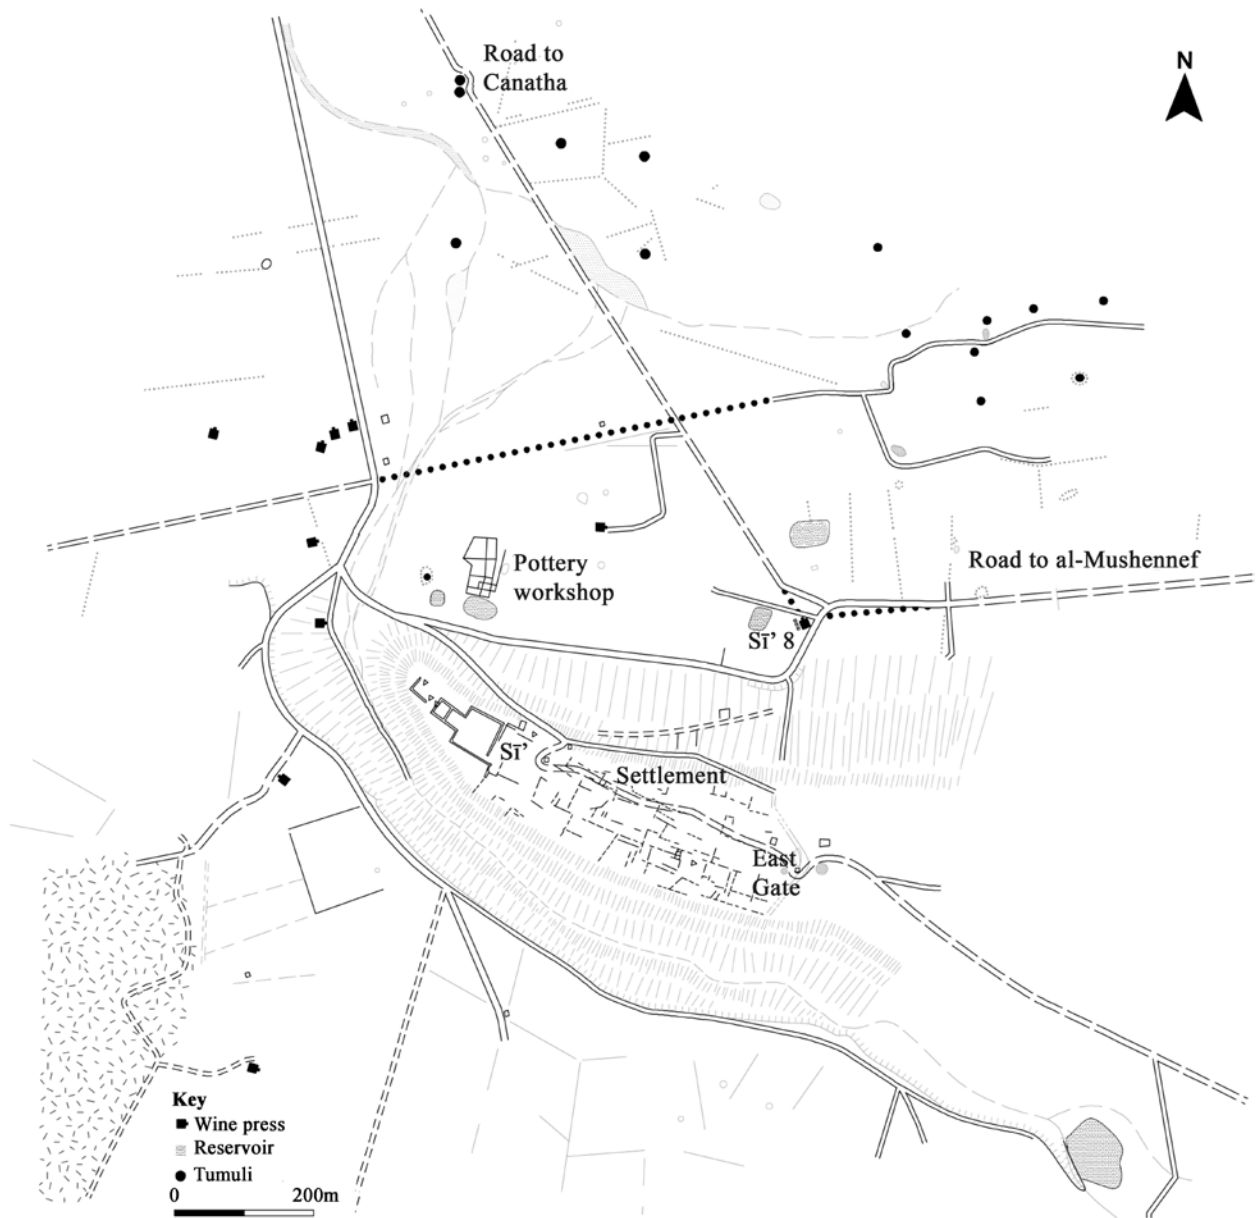 Road to
Canatha
N
Road to al-Mushennef
Pottery
workshop
Sī' 8
Sī'
Settlement
East
Gate
Key
Wine press
Reservoir
Tumuli
0 200m